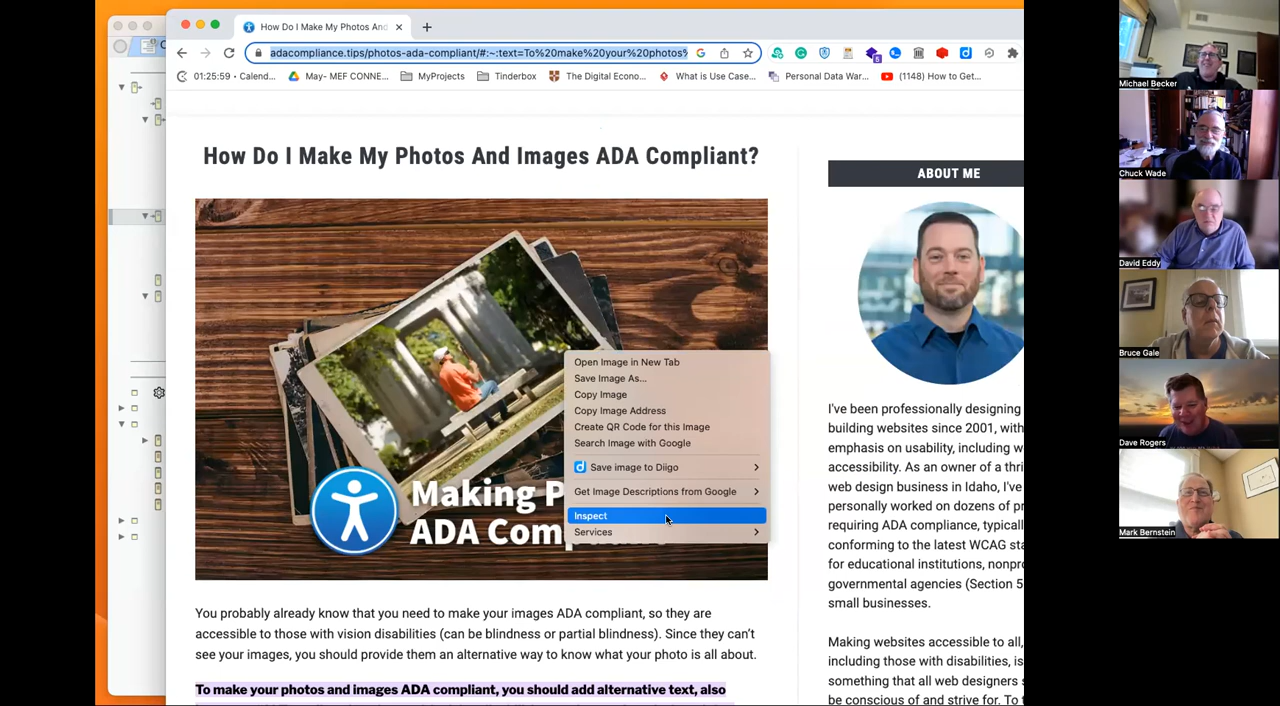 How Do I Make My Photos And
adacompliance.tips/photos-ada-compliant/#:~:text=To%20make%20your%20photos%
5
01:25:59 • Calend...
May- MEF CONNE...
MyProjects
Tinderbox
The Digital Econo...
What is Use Case...
Personal Data War...
(1148) How to Get...
How Do I Make My Photos And Images ADA Compliant?
Making P
ADA Com
Open Image in New Tab
Save Image As...
Copy Image
Copy Image Address
Create QR Code for this Image
Search Image with Google
Save image to Diigo
Get Image Descriptions from Google
Inspect
Services
You probably already know that you need to make your images ADA compliant, so they are
accessible to those with vision disabilities (can be blindness or partial blindness). Since they can't
see your images, you should provide them an alternative way to know what your photo is all about.
To make your photos and images ADA compliant, you should add alternative text, also
ABOUT ME
I've been professionally designing
building websites since 2001, with
emphasis on usability, including w
accessibility. As an owner of a thri
web design business in Idaho, I've
personally worked on dozens of p
requiring ADA compliance, typicall
conforming to the latest WCAG sta
for educational institutions, nonpro
governmental agencies (Section 5
small businesses.
Making websites accessible to all,
including those with disabilities, is
something that all web designers s
be conscious of and strive for. To t
Michael Becker
Chuck Wade
David Eddy
Bruce Gale
Dave Rogers
Mark Bernstein